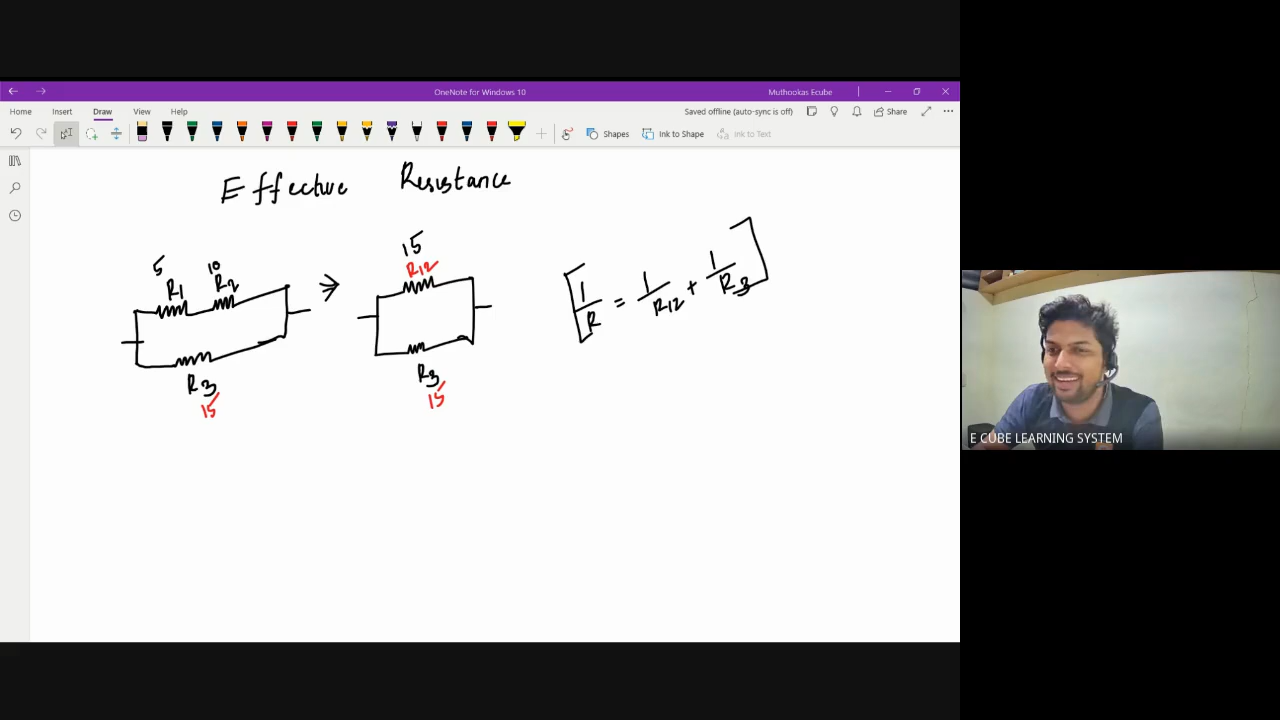 OneNote for Windows 10
Muthookas Ecube
Home Insert Draw View Help
Saved offline (auto-sync is off)
Share
Shapes
Ink to Shape
Ink to Text
Effective Resistance
5 10
R1 R2
R3
15
15
R12
R3
15
1/R = 1/R12 + 1/R3
E CUBE LEARNING SYSTEM